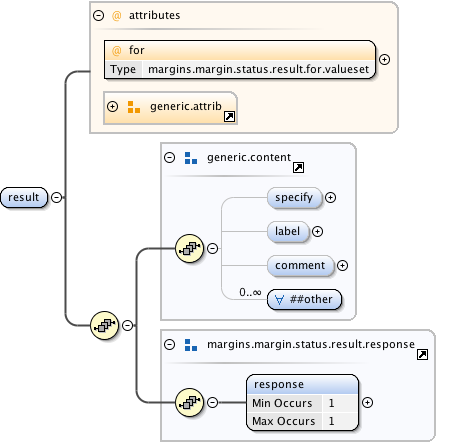 @ attributes
@ for
Type margins.margin.status.result.for.valueset
generic.attrib
result
generic.content
specify
label
comment
0..∞
∀ ##other
margins.margin.status.result.response
response
Min Occurs 1
Max Occurs 1